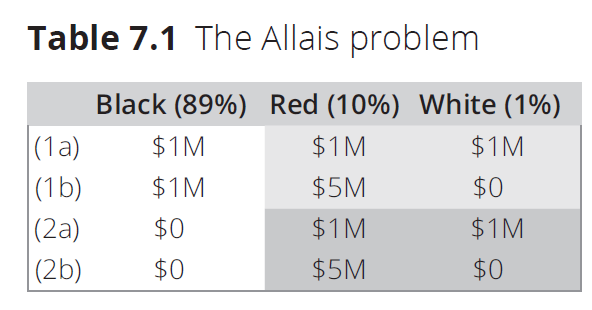 Table 7.1 The Allais problem
Black (89%) Red (10%) White (1%)
(1a) $1M $1M $1M
(1b) $1M $5M $0
(2a) $0 $1M $1M
(2b) $0 $5M $0